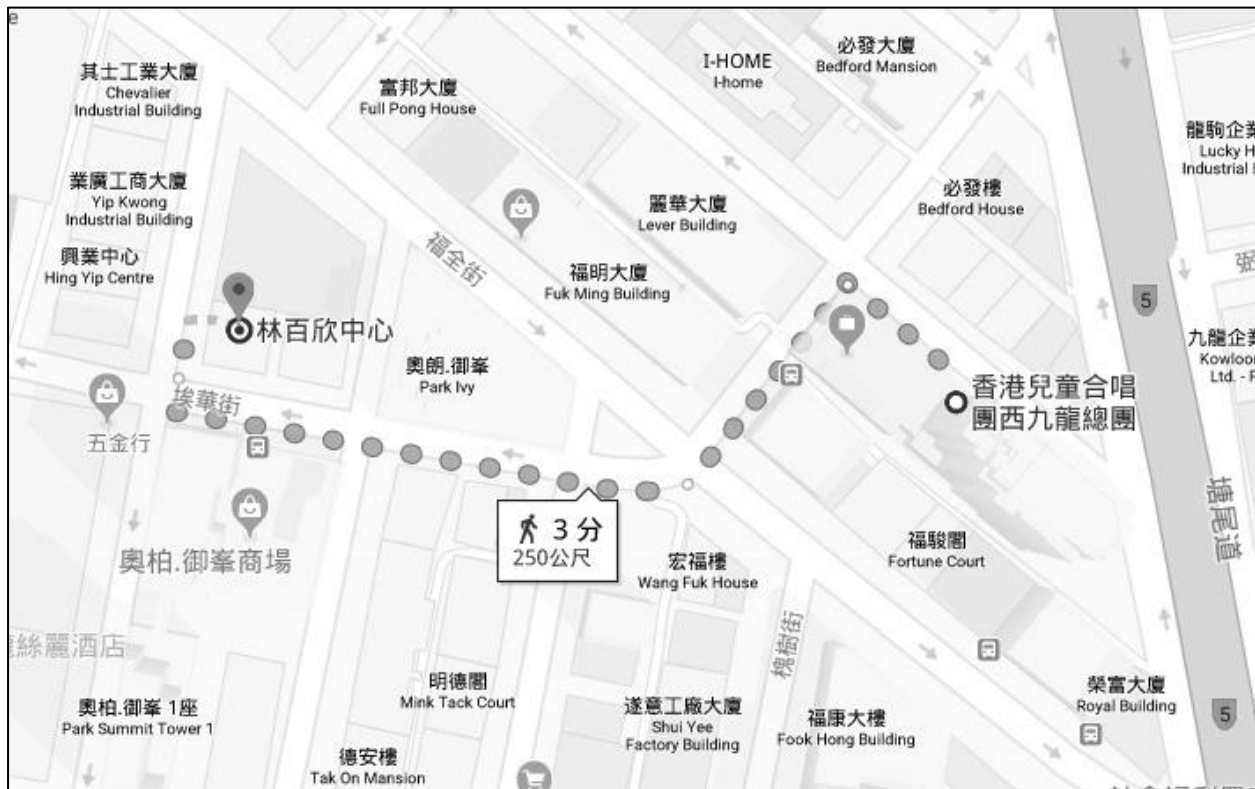 e
其士工業大廈
Chevalier
Industrial Building
富邦大廈
Full Pong House
I-HOME
I-home
必發大廈
Bedford Mansion
業廣工商大廈
Yip Kwong
Industrial Building
麗華大廈
Lever Building
必發樓
Bedford House
龍駒企業
Lucky H
Industrial
興業中心
Hing Yip Centre
福全街
福明大廈
Fuk Ming Building
5
林百欣中心
奧朗.御峯
Park Ivy
九龍企業
Kowloon
Ltd. - F
香港兒童合唱
團西九龍總團
埃華街
五金行
塘尾道
3 分
250公尺
奧柏.御峯商場
宏福樓
Wang Fuk House
福駿閣
Fortune Court
槐樹街
絲麗酒店
明德閣
Mink Tack Court
奧柏.御峯 1座
Park Summit Tower 1
遂意工廠大廈
Shui Yee
Factory Building
福康大樓
Fook Hong Building
榮富大廈
Royal Building
5
德安樓
Tak On Mansion